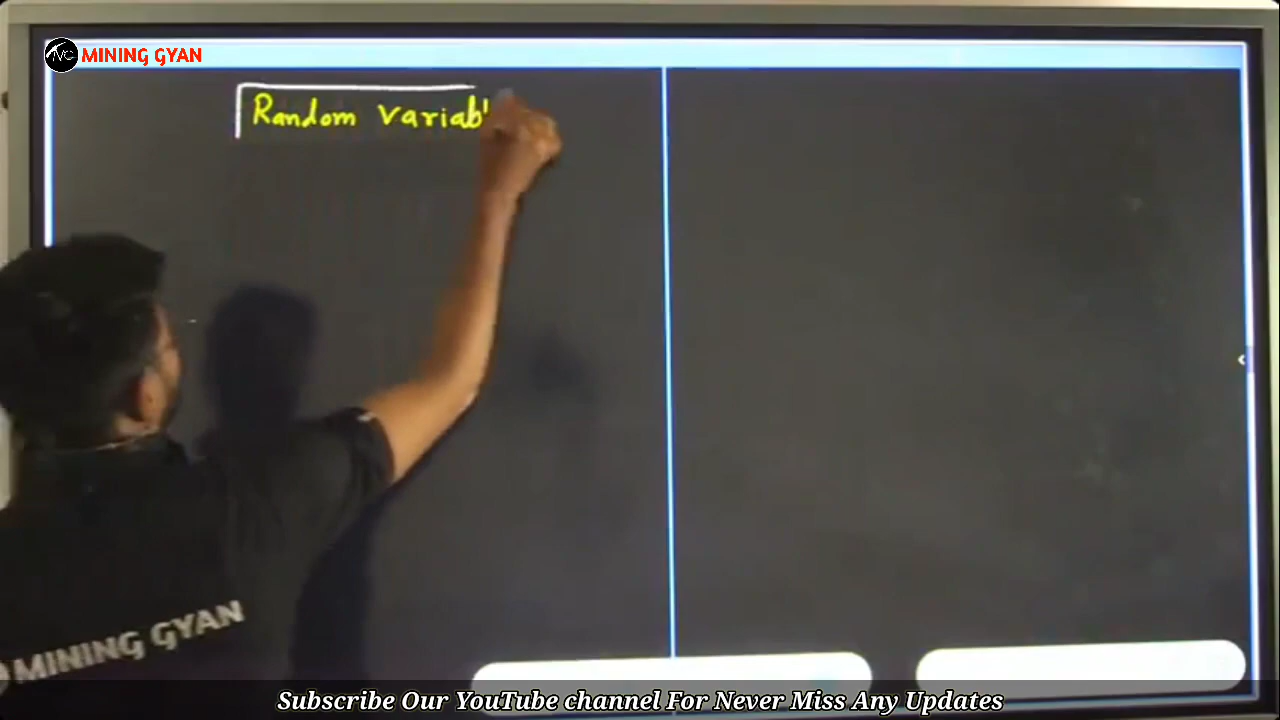 MINING GYAN
Random Variab
MINING GYAN
Subscribe Our YouTube channel For Never Miss Any Updates